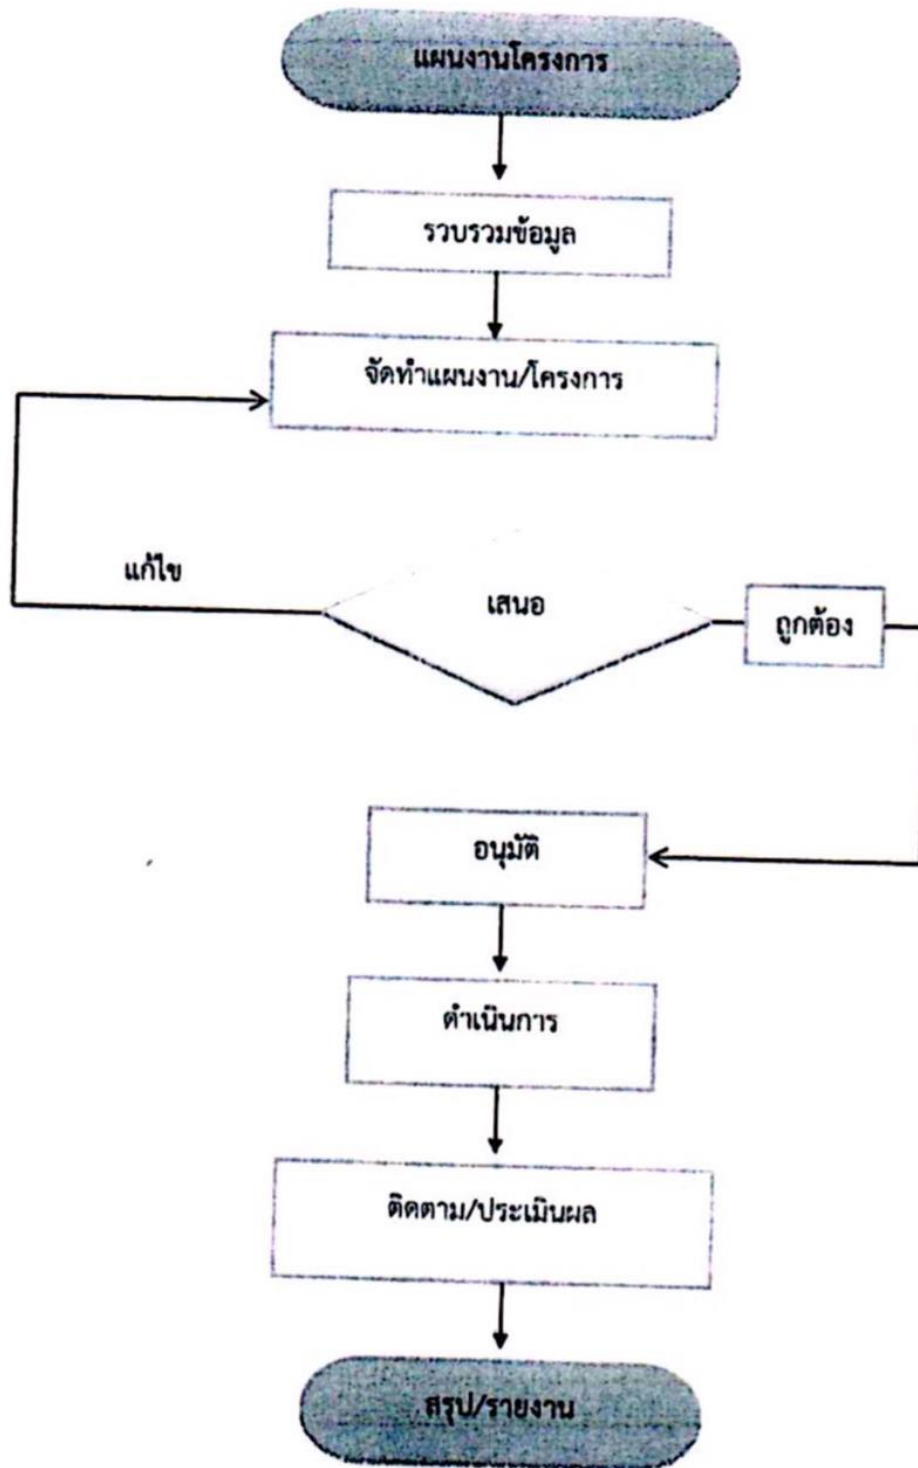 แผนงานโครงการ
รวบรวมข้อมูล
จัดทำแผนงาน/โครงการ
แก้ไข
เสนอ
ถูกต้อง
อนุมัติ
ดำเนินการ
ติดตาม/ประเมินผล
สรุป/รายงาน